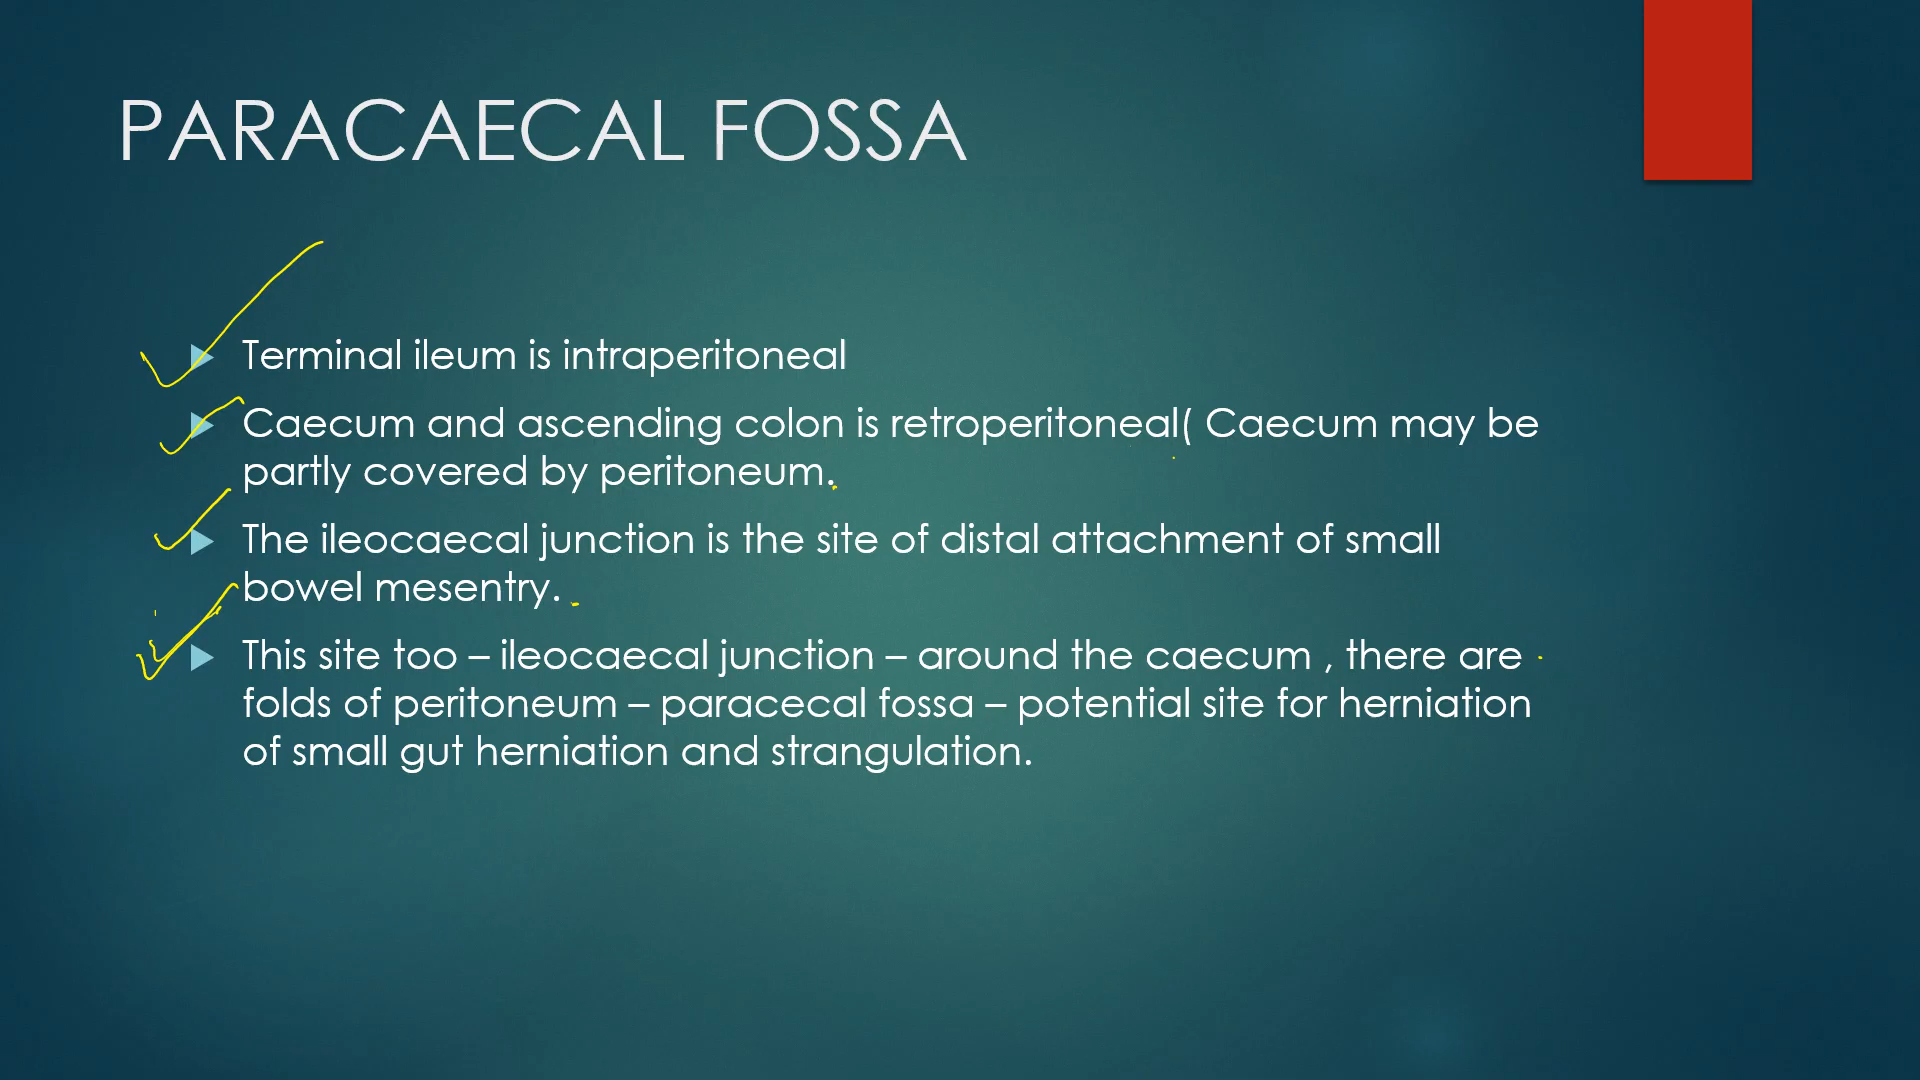 PARACAECAL FOSSA
Terminal ileum is intraperitoneal
Caecum and ascending colon is retroperitoneal( Caecum may be
partly covered by peritoneum.
The ileocaecal junction is the site of distal attachment of small
bowel mesentry.
This site too – ileocaecal junction – around the caecum , there are
folds of peritoneum – paracecal fossa – potential site for herniation
of small gut herniation and strangulation.